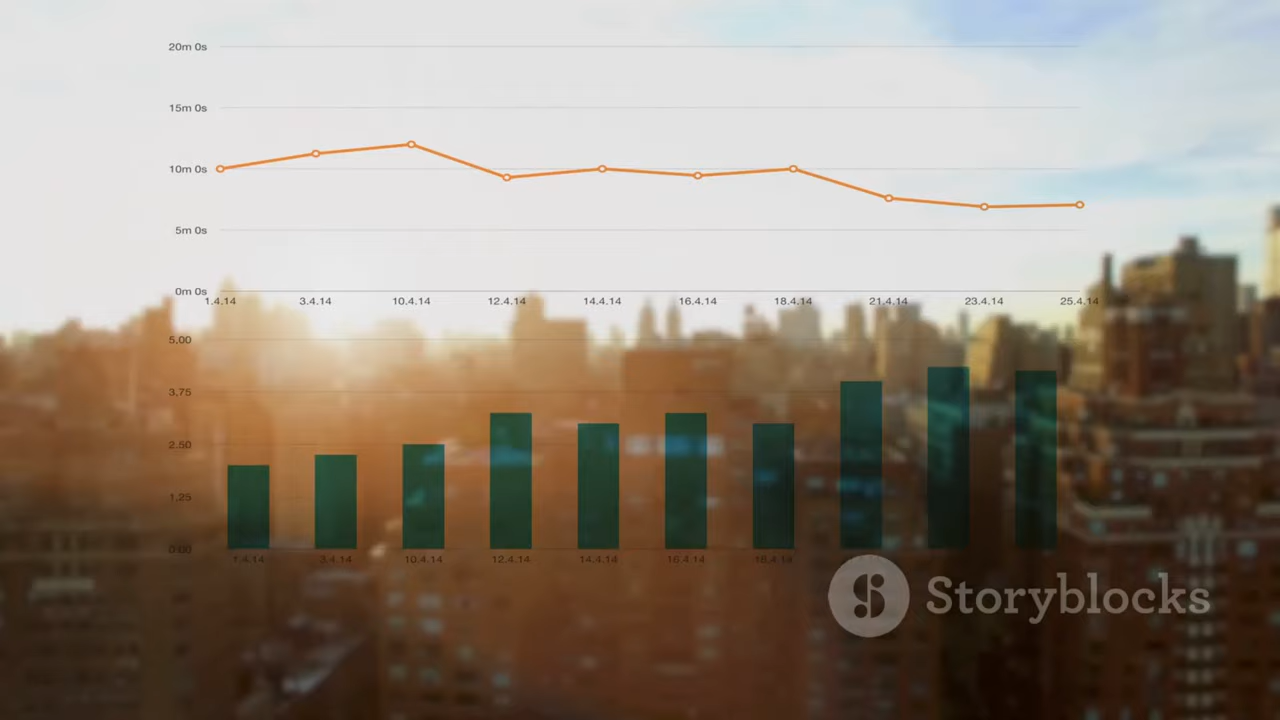 20m 0s
15m 0s
10m 0s
5m 0s
0m 0s
1.4.14 3.4.14 10.4.14 12.4.14 14.4.14 16.4.14 18.4.14 21.4.14 23.4.14 25.4.14
5.00
3.75
2.50
1.25
0.00
1.4.14 3.4.14 10.4.14 12.4.14 14.4.14 16.4.14 18.4.14
Storyblocks